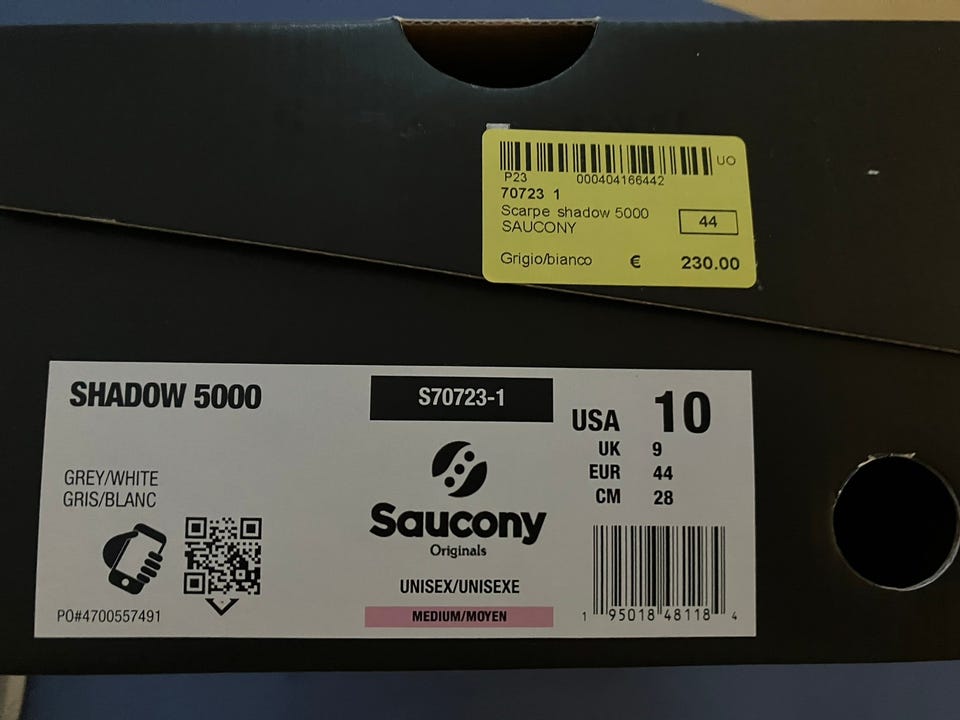 UO
P23 000404166442
70723 1
Scarpe shadow 5000
SAUCONY
44
Grigio/bianco € 230.00
SHADOW 5000
S70723-1
USA 10
UK 9
EUR 44
CM 28
GREY/WHITE
GRIS/BLANC
Saucony
Originals
UNISEX/UNISEXE
MEDIUM/MOYEN
PO#4700557491
1 95018 48118 4